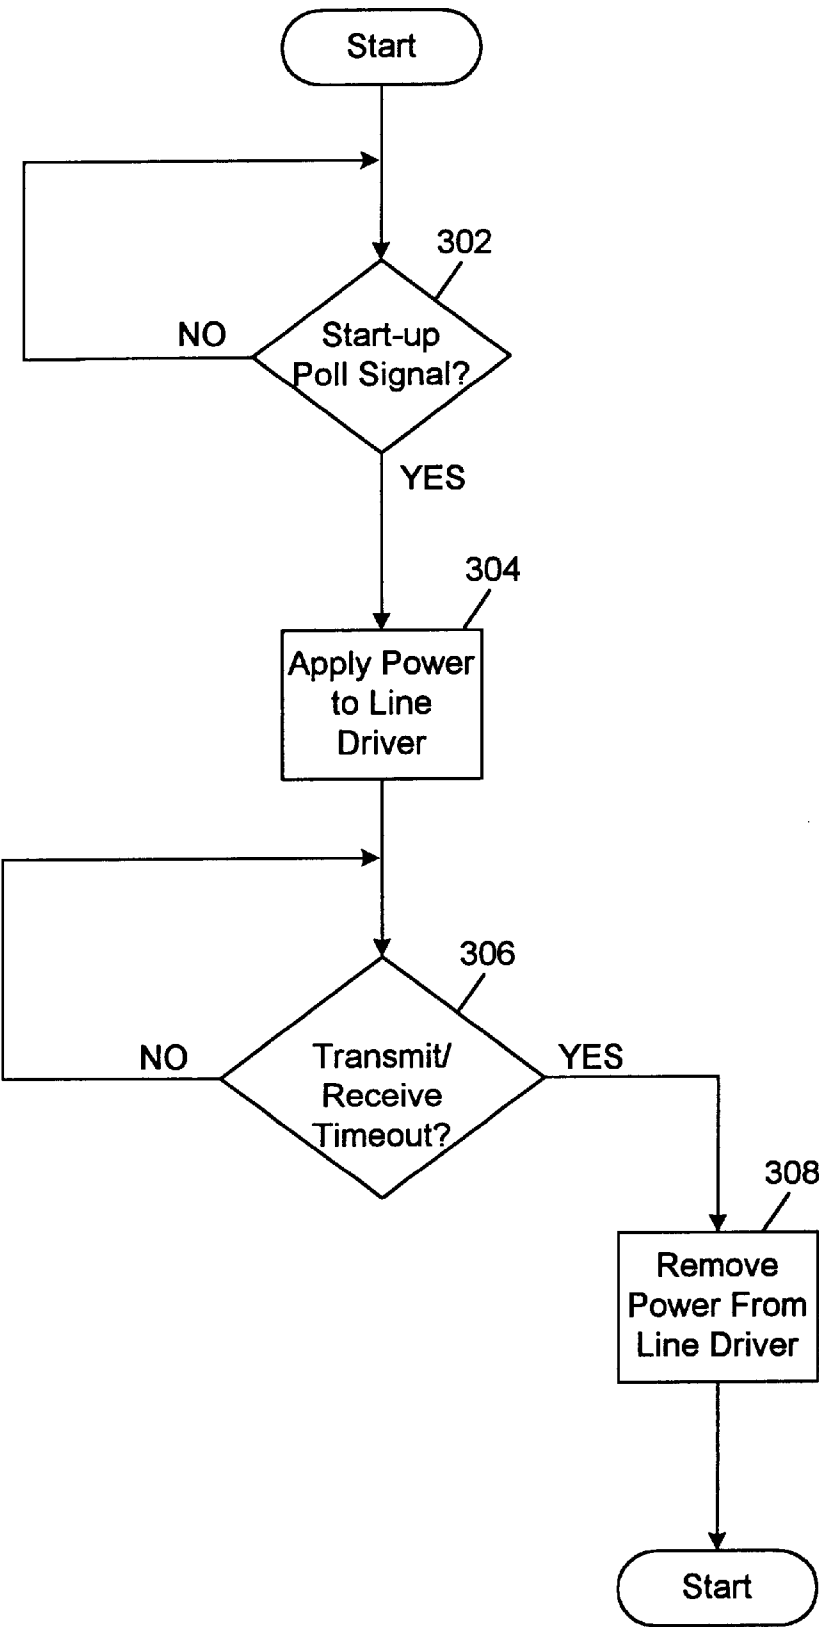 Start
302
NO
Start-up
Poll Signal?
YES
304
Apply Power
to Line
Driver
306
NO
Transmit/
Receive
Timeout?
YES
308
Remove
Power From
Line Driver
Start